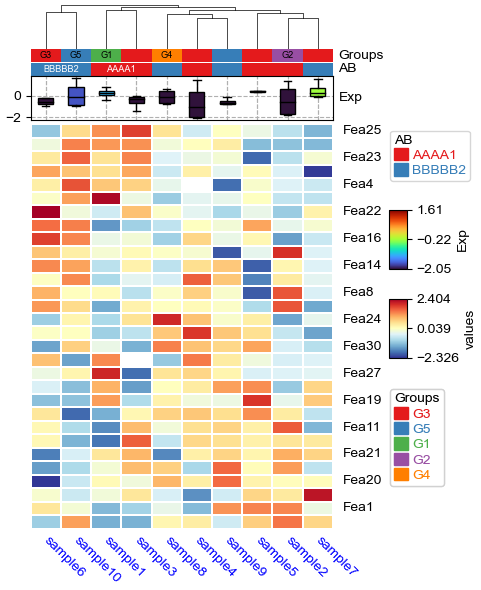 G3 G5 G1 G4 G2 Groups
BBBBB2 AAAA1 AB
0
−2
Exp
Fea25
Fea23
Fea4
Fea22
Fea16
Fea14
Fea8
Fea24
Fea30
Fea27
Fea19
Fea11
Fea21
Fea20
Fea1
sample6 sample10 sample1 sample3 sample8 sample4 sample9 sample5 sample2 sample7
AB
AAAA1
BBBBB2
1.61
−0.22
−2.05
Exp
2.404
0.039
−2.326
values
Groups
G3
G5
G1
G2
G4